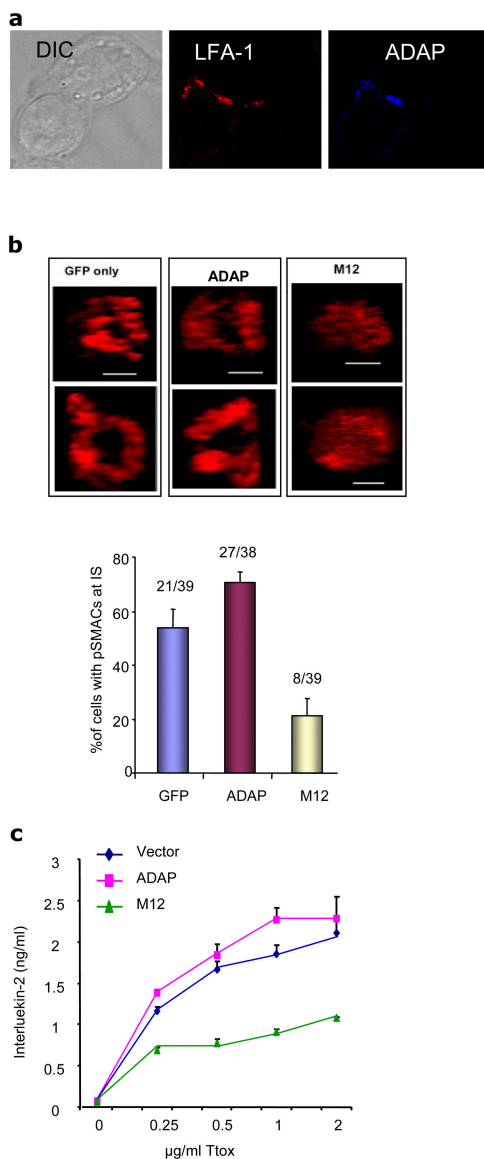 a
DIC
LFA-1
ADAP
b
GFP only
ADAP
M12
80
60
40
20
0
%of cells with pSMACs at IS
21/39
27/38
8/39
GFP
ADAP
M12
c
Vector
ADAP
M12
3
2.5
2
1.5
1
0.5
0
Interluekin-2 (ng/ml)
0
0.25
0.5
1
2
µg/ml Ttox